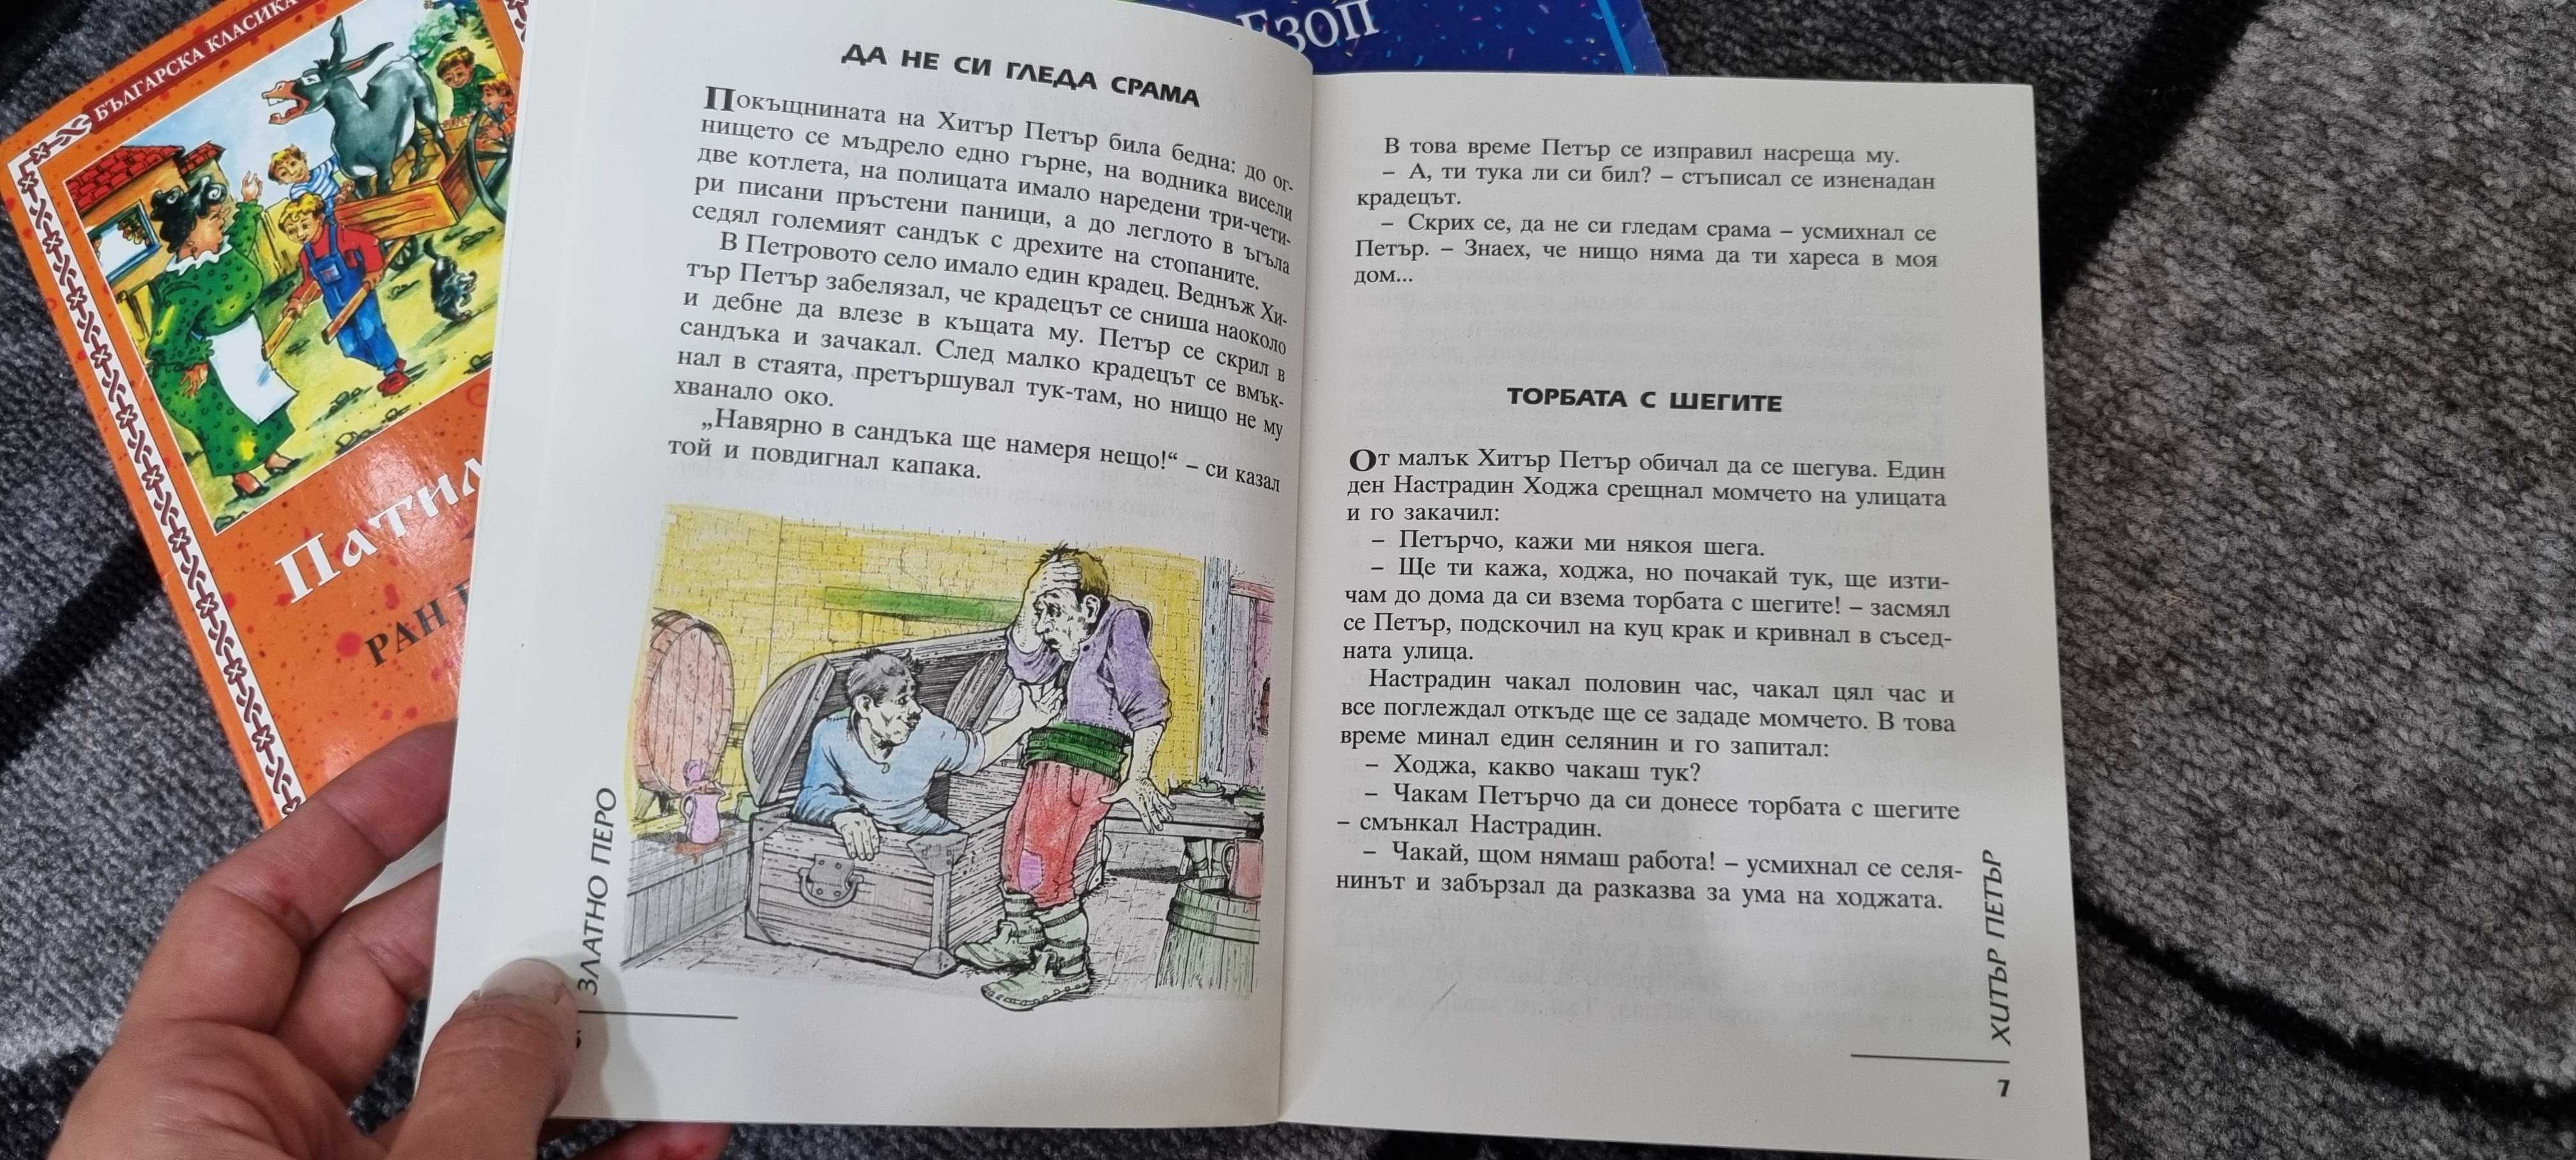 БЪЛГАРСКА КЛАСИКА
РАН
Езоп
ДА НЕ СИ ГЛЕДА СРАМА
Покъщнината на Хитър Петър била бедна: до ог-
нището се мъдрело едно гърне, на водника висели
две котлета, на полицата имало наредени три-чети-
ри писани пръстени паници, а до леглото в ъгъла
седял големият сандък с дрехите на стопаните.
В Петровото село имало един крадец. Веднъж Хи-
тър Петър забелязал, че крадецът се сниша наоколо
и дебне да влезе в къщата му. Петър се скрил в
сандъка и зачакал. След малко крадецът се вмък-
нал в стаята, претършувал тук-там, но нищо не му
хванало око.
„Навярно в сандъка ще намеря нещо!“ – си казал
той и повдигнал капака.
ЗЛАТНО ПЕРО
В това време Петър се изправил насреща му.
– А, ти тука ли си бил? – стъписал се изненадан
крадецът.
– Скрих се, да не си гледам срама – усмихнал се
Петър. – Знаех, че нищо няма да ти хареса в моя
дом...
ТОРБАТА С ШЕГИТЕ
От малък Хитър Петър обичал да се шегува. Един
ден Настрадин Ходжа срещнал момчето на улицата
и го закачил:
– Петърчо, кажи ми някоя шега.
– Ще ти кажа, ходжа, но почакай тук, ще изти-
чам до дома да си взема торбата с шегите! – засмял
се Петър, подскочил на куц крак и кривнал в съсед-
ната улица.
Настрадин чакал половин час, чакал цял час и
все поглеждал откъде ще се зададе момчето. В това
време минал един селянин и го запитал:
– Ходжа, какво чакаш тук?
– Чакам Петърчо да си донесе торбата с шегите
– смънкал Настрадин.
– Чакай, щом нямаш работа! – усмихнал се селя-
нинът и забързал да разказва за ума на ходжата.
ХИТЪР ПЕТЪР
7